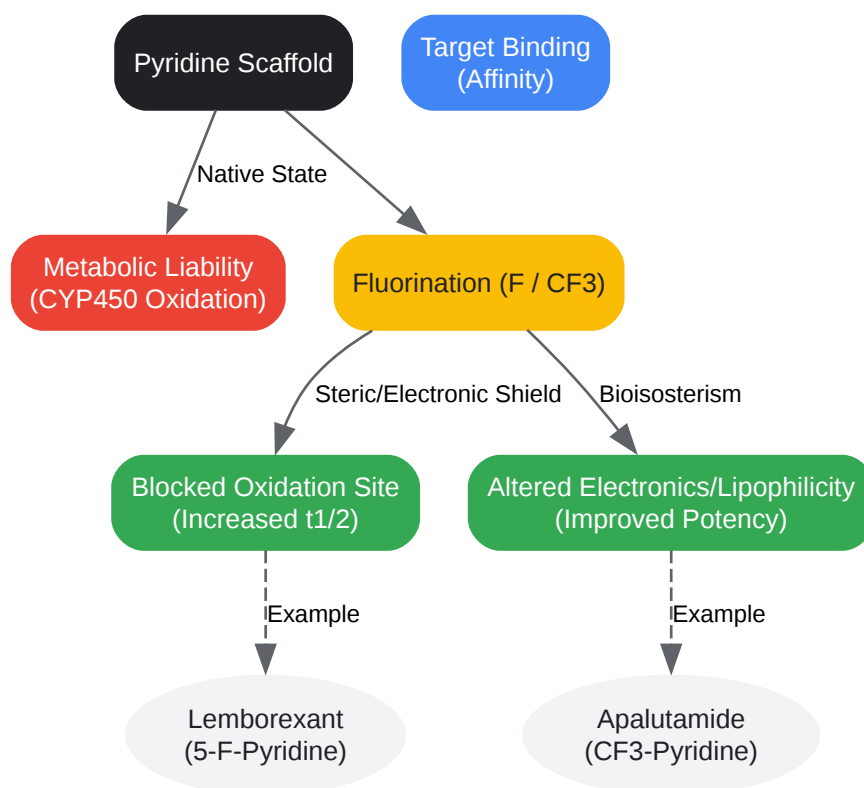 Pyridine Scaffold
Target Binding
(Affinity)
Native State
Metabolic Liability
(CYP450 Oxidation)
Fluorination (F / CF3)
Steric/Electronic Shield
Bioisosterism
Blocked Oxidation Site
(Increased t1/2)
Altered Electronics/Lipophilicity
(Improved Potency)
Example
Example
Lemborexant
(5-F-Pyridine)
Apalutamide
(CF3-Pyridine)